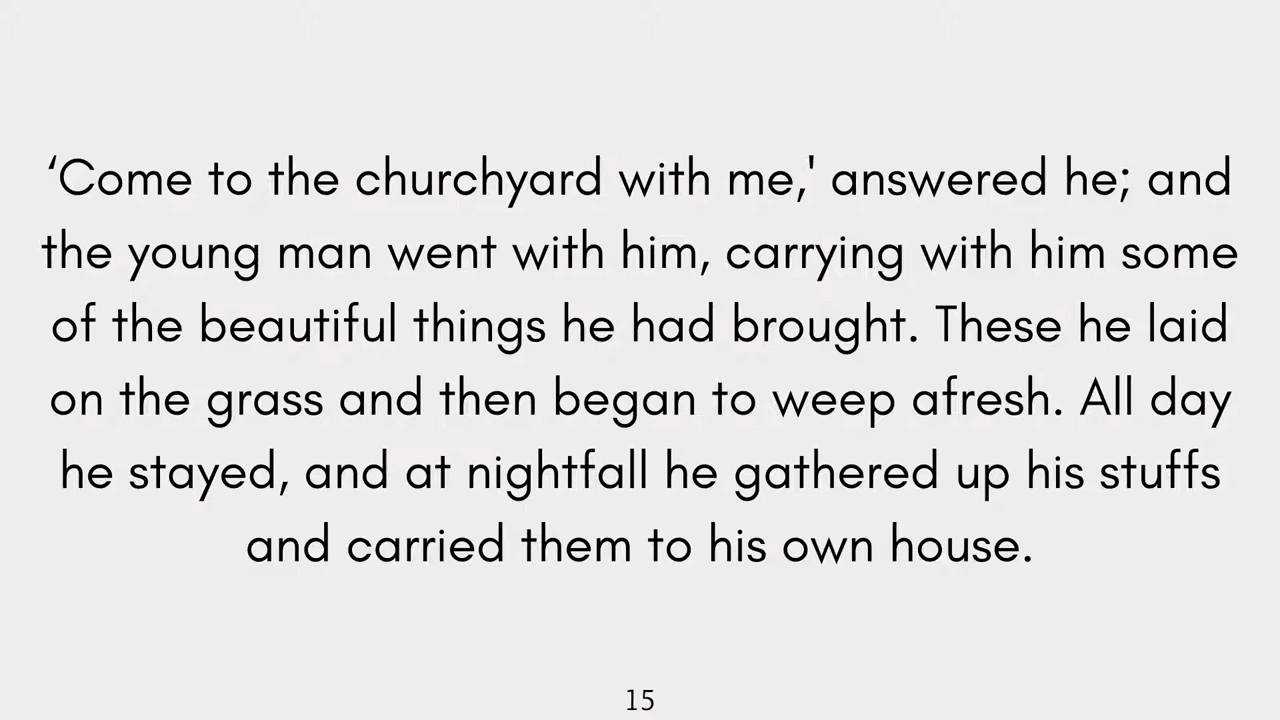 ‘Come to the churchyard with me,' answered he; and
the young man went with him, carrying with him some
of the beautiful things he had brought. These he laid
on the grass and then began to weep afresh. All day
he stayed, and at nightfall he gathered up his stuffs
and carried them to his own house.
15